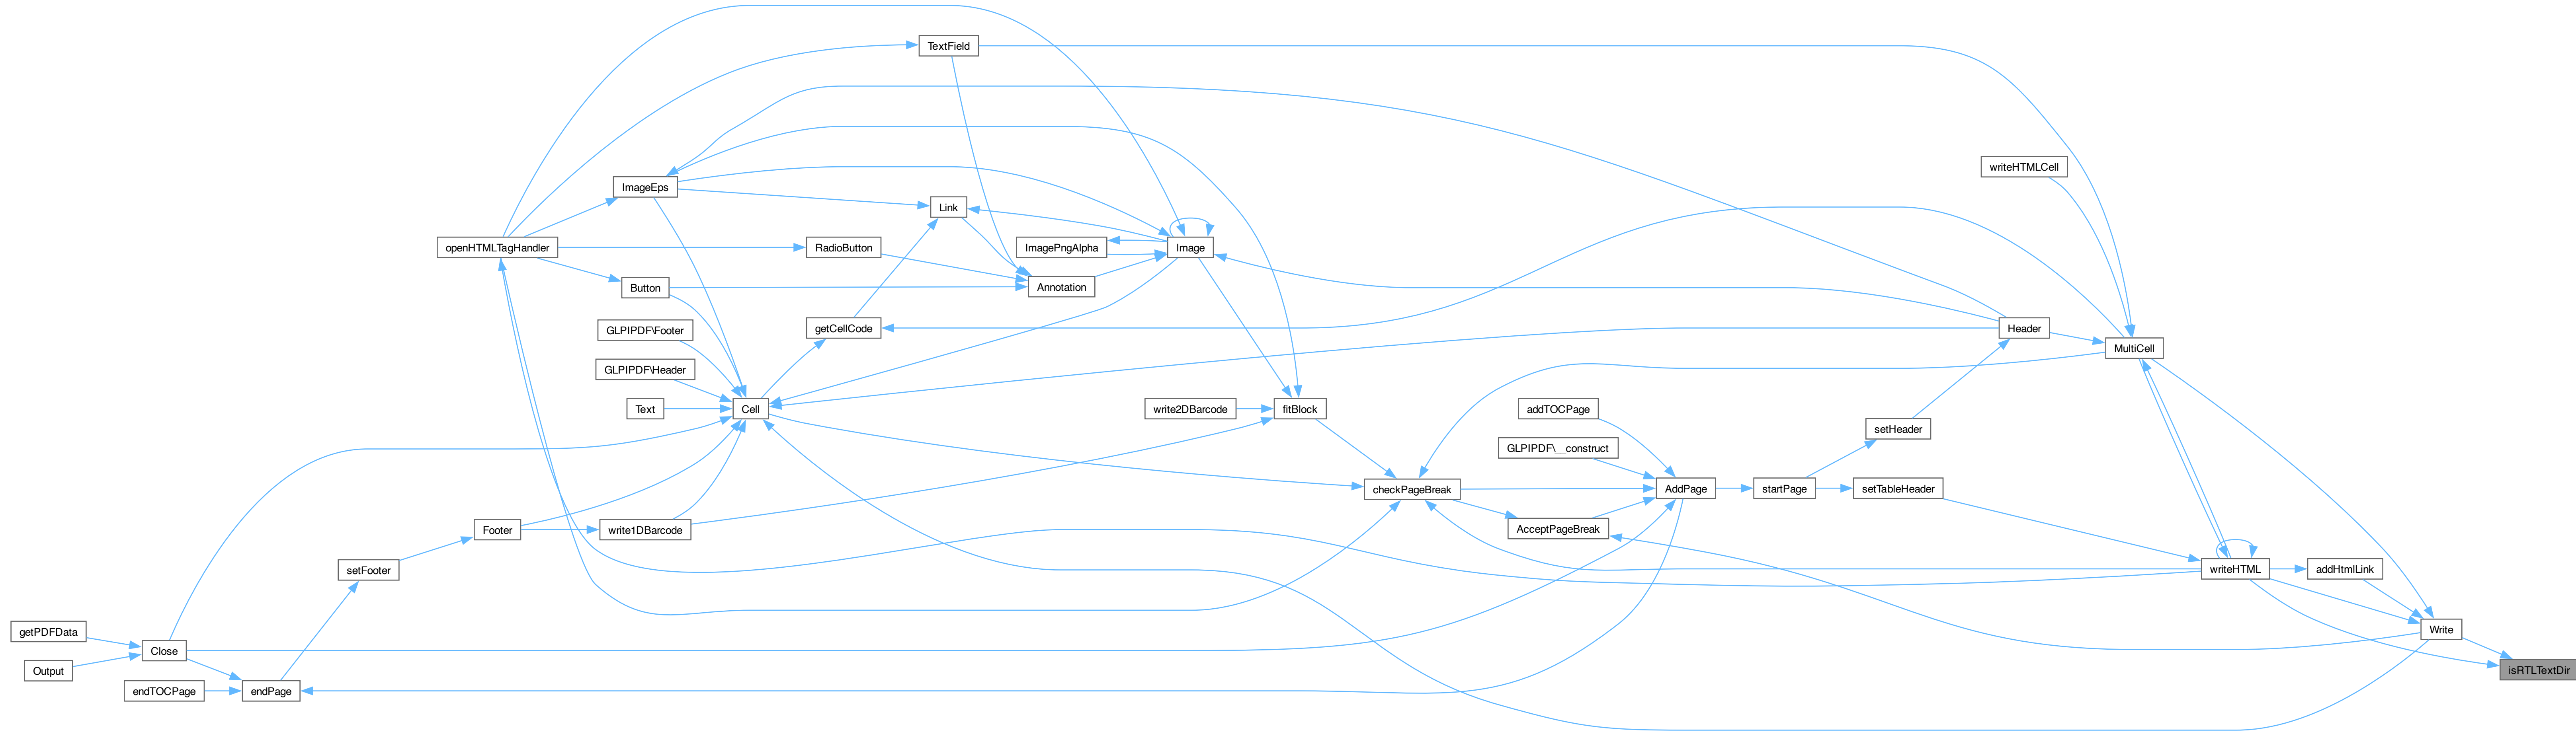 TextField
writeHTMLCell
ImageEps
Link
openHTMLTagHandler
RadioButton
ImagePngAlpha
Image
Button
Annotation
GLPIPDF\Footer
getCellCode
Header
MultiCell
GLPIPDF\Header
Text
Cell
write2DBarcode
fitBlock
addTOCPage
setHeader
GLPIPDF\__construct
checkPageBreak
AddPage
startPage
setTableHeader
Footer
write1DBarcode
AcceptPageBreak
setFooter
writeHTML
addHtmlLink
getPDFData
Write
Close
Output
isRTLTextDir
endTOCPage
endPage